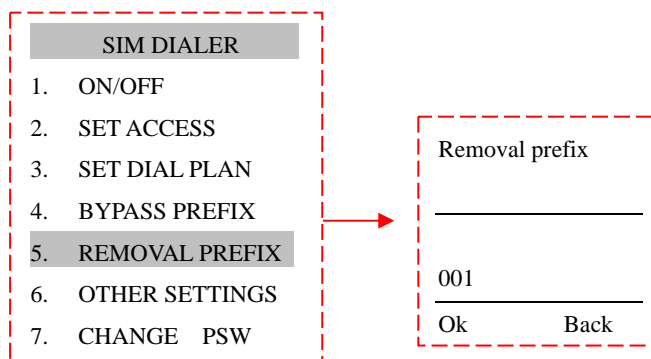 SIM DIALER
1. ON/OFF
2. SET ACCESS
3. SET DIAL PLAN
4. BYPASS PREFIX
5. REMOVAL PREFIX
6. OTHER SETTINGS
7. CHANGE PSW
Removal prefix
001
Ok Back